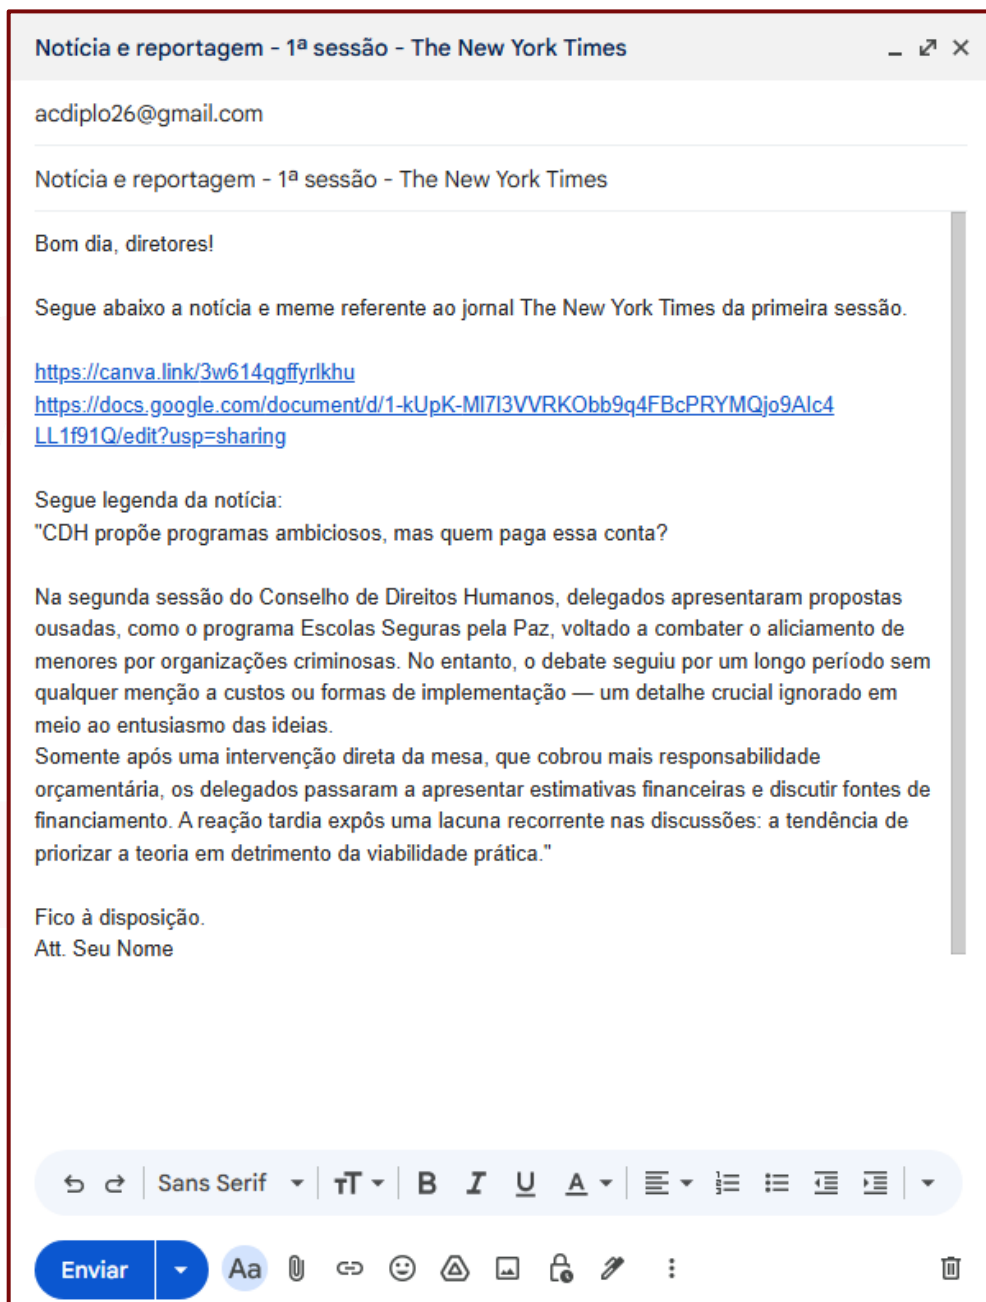 Notícia e reportagem - 1ª sessão - The New York Times
acdiplo26@gmail.com
Notícia e reportagem - 1ª sessão - The New York Times
Bom dia, diretores!
Segue abaixo a notícia e meme referente ao jornal The New York Times da primeira sessão.
https://canva.link/3w614qgffyrlkhu
https://docs.google.com/document/d/1-kUpK-Ml7I3VVRKObb9q4FBcPRYMQjo9AIc4
LL1f91Q/edit?usp=sharing
Segue legenda da notícia:
"CDH propõe programas ambiciosos, mas quem paga essa conta?
Na segunda sessão do Conselho de Direitos Humanos, delegados apresentaram propostas
ousadas, como o programa Escolas Seguras pela Paz, voltado a combater o aliciamento de
menores por organizações criminosas. No entanto, o debate seguiu por um longo período sem
qualquer menção a custos ou formas de implementação — um detalhe crucial ignorado em
meio ao entusiasmo das ideias.
Somente após uma intervenção direta da mesa, que cobrou mais responsabilidade
orçamentária, os delegados passaram a apresentar estimativas financeiras e discutir fontes de
financiamento. A reação tardia expôs uma lacuna recorrente nas discussões: a tendência de
priorizar a teoria em detrimento da viabilidade prática."
Fico à disposição.
Att. Seu Nome
Sans Serif
Enviar